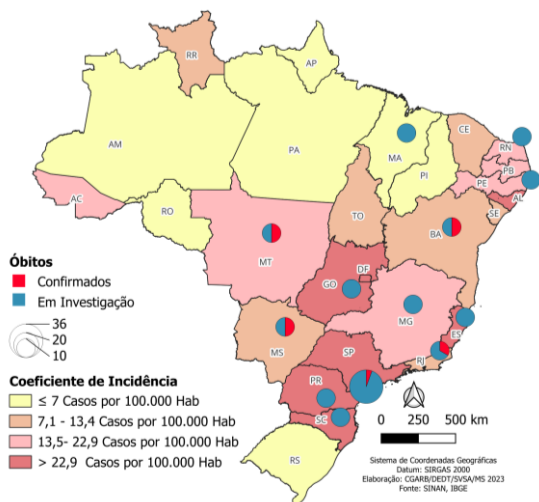 RR
AP
AM
PA
MA
CE
RN
PB
PI
PE
AL
AC
SE
RO
TO
BA
MT
DF
GO
MG
ES
MS
SP
RJ
PR
SC
RS
Óbitos
Confirmados
Em Investigação
36
20
10
Coeficiente de Incidência
≤ 7 Casos por 100.000 Hab
7,1 - 13,4 Casos por 100.000 Hab
13,5- 22,9 Casos por 100.000 Hab
> 22,9 Casos por 100.000 Hab
0 250 500 km
Sistema de Coordenadas Geográficas
Datum: SIRGAS 2000
Elaboração: CGARB/DEDT/SVSA/MS 2023
Fonte: SINAN, IBGE